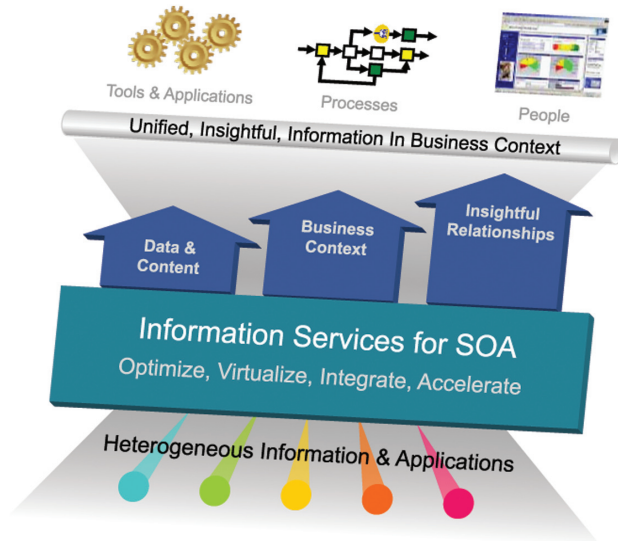 Tools & Applications
Processes
People
Unified, Insightful, Information In Business Context
Data &
Content
Business
Context
Insightful
Relationships
Information Services for SOA
Optimize, Virtualize, Integrate, Accelerate
Heterogeneous Information & Applications